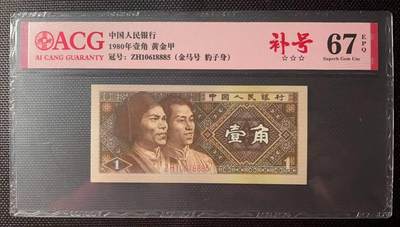 ACG
AI CANG GUARANTY
中国人民银行
1980年壹角 黄金甲
冠号: ZH10618885 (金马号 豹子身)
补号
☆☆☆
67
EPQ
Superb Gem Unc
中国人民银行
壹角
1
1
ZH10618885